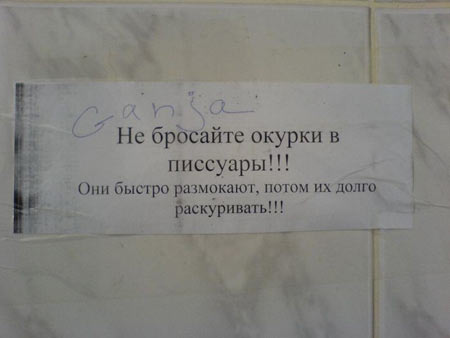 Ganja
Не бросайте окурки в
писсуары!!!
Они быстро размокают, потом их долго
раскуривать!!!